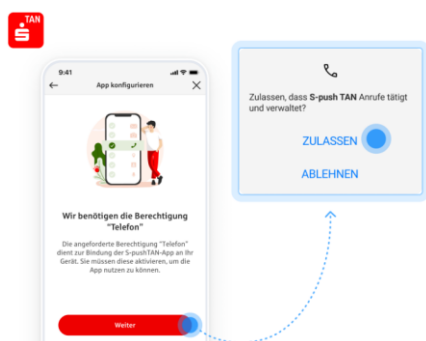 TAN
S
9:41
App konfigurieren
Wir benötigen die Berechtigung
"Telefon"
Die angeforderte Berechtigung "Telefon"
dient zur Bindung der S-pushTAN-App an Ihr
Gerät. Sie müssen diese aktivieren, um die
App nutzen zu können.
Weiter
Zulassen, dass S-push TAN Anrufe tätigt
und verwaltet?
ZULASSEN
ABLEHNEN